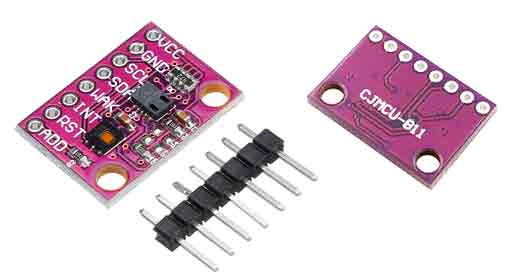 VCC
GND
SCL
SDA
WAK
INT
RST
ADD
CJMCU-811